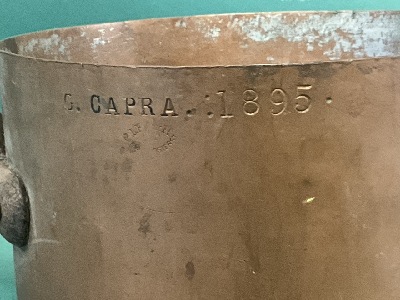 C. CAPRA . : 1895 .